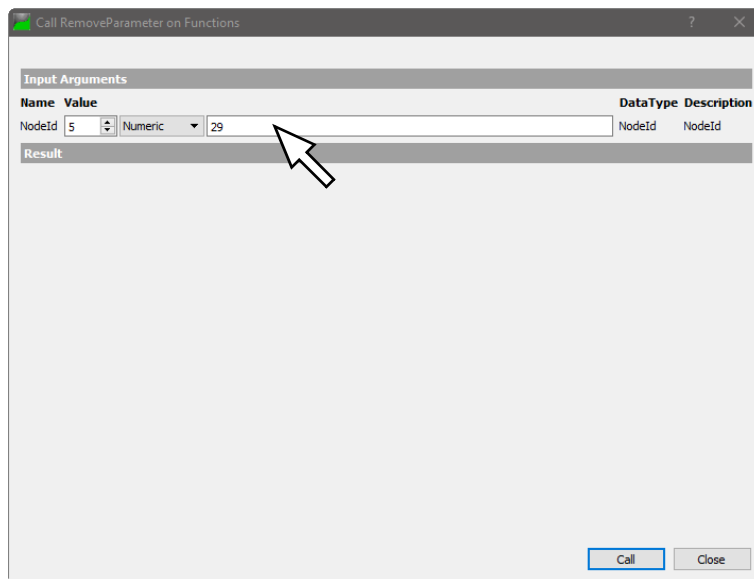 Call RemoveParameter on Functions ?
Input Arguments
Name Value DataType Description
NodeId 5 Numeric 29 NodeId NodeId
Result
Call Close